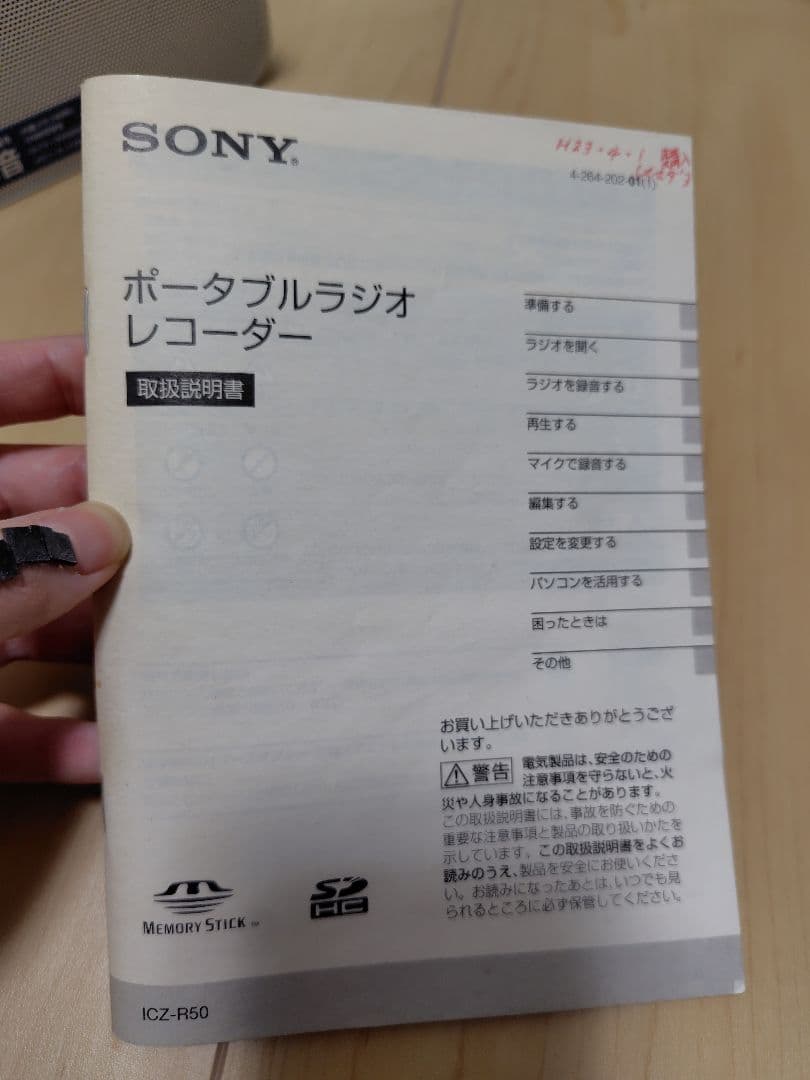 SONY®
H23・4・1 購入
4-264-202-01(1)
ポータブルラジオ
レコーダー
取扱説明書
準備する
ラジオを聞く
ラジオを録音する
再生する
マイクで録音する
編集する
設定を変更する
パソコンを活用する
困ったときは
その他
お買い上げいただきありがとうござ
います。
警告
電気製品は、安全のための
注意事項を守らないと、火
災や人身事故になることがあります。
この取扱説明書には、事故を防ぐための
重要な注意事項と製品の取り扱いかたを
示しています。この取扱説明書をよくお
読みのうえ、製品を安全にお使いくださ
い。お読みになったあとは、いつでも見
られるところに必ず保管してください。
MEMORY STICK™
SD
HC
ICZ-R50
音